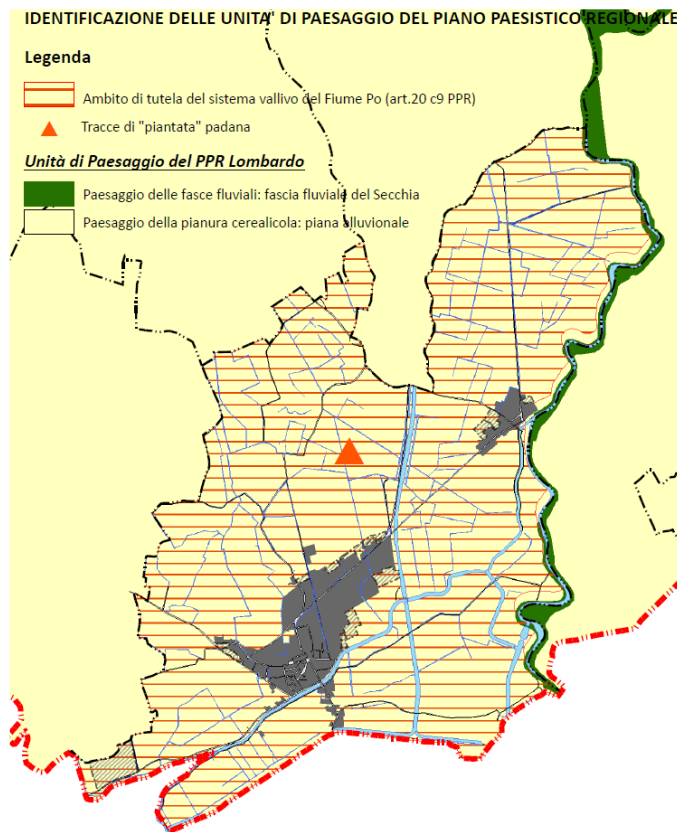 IDENTIFICAZIONE DELLE UNITA' DI PAESAGGIO DEL PIANO PAESISTICO REGIONALE
Legenda
Ambito di tutela del sistema vallivo del Fiume Po (art.20 c9 PPR)
Tracce di "piantata" padana
Unità di Paesaggio del PPR Lombardo
Paesaggio delle fasce fluviali: fascia fluviale del Secchia
Paesaggio della pianura cerealicola: piana alluvionale